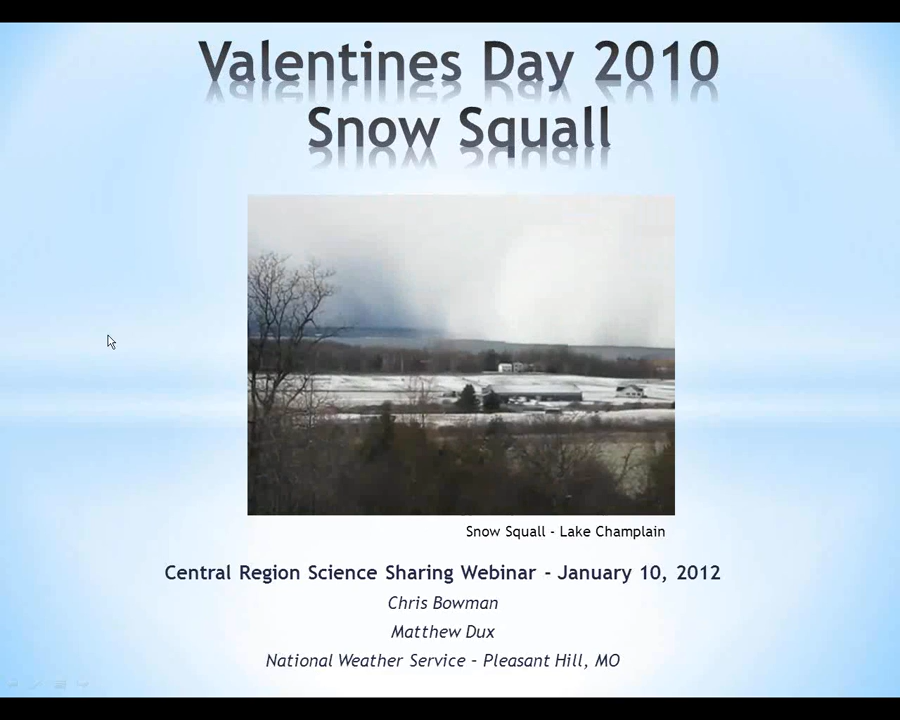 Valentines Day 2010
Snow Squall
Snow Squall - Lake Champlain
Central Region Science Sharing Webinar - January 10, 2012
Chris Bowman
Matthew Dux
National Weather Service - Pleasant Hill, MO